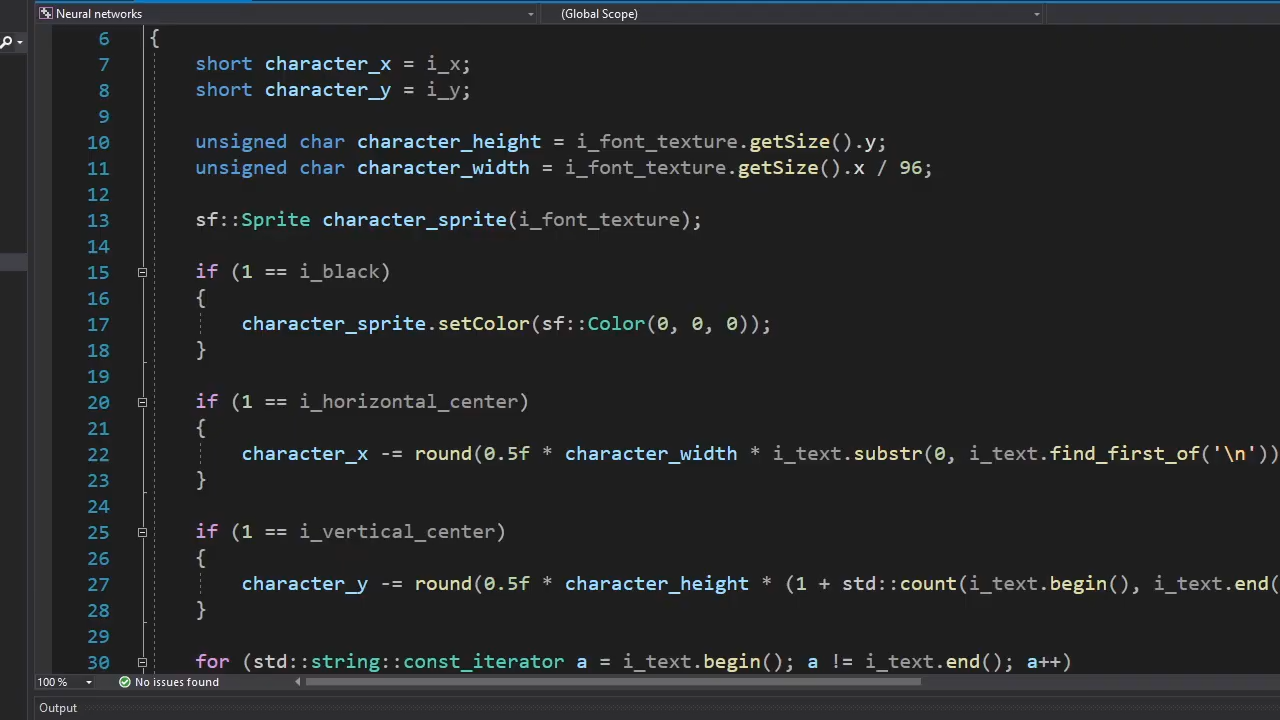 Neural networks (Global Scope)
6 {
7 short character_x = i_x;
8 short character_y = i_y;
9
10 unsigned char character_height = i_font_texture.getSize().y;
11 unsigned char character_width = i_font_texture.getSize().x / 96;
12
13 sf::Sprite character_sprite(i_font_texture);
14
15 if (1 == i_black)
16 {
17 character_sprite.setColor(sf::Color(0, 0, 0));
18 }
19
20 if (1 == i_horizontal_center)
21 {
22 character_x -= round(0.5f * character_width * i_text.substr(0, i_text.find_first_of('\n'))
23 }
24
25 if (1 == i_vertical_center)
26 {
27 character_y -= round(0.5f * character_height * (1 + std::count(i_text.begin(), i_text.end(
28 }
29
30 for (std::string::const_iterator a = i_text.begin(); a != i_text.end(); a++)
100 % No issues found
Output